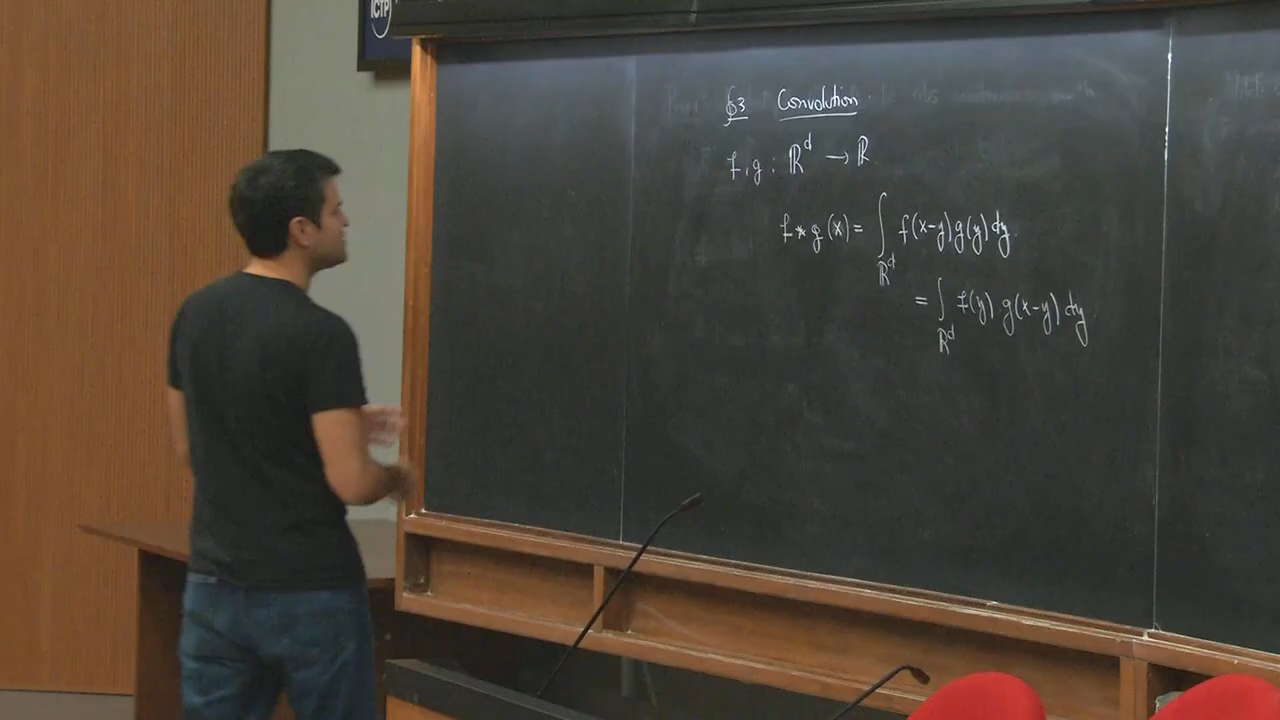 ICTP
§3 Convolution
f, g : ℝ^d → ℝ
f * g (x) = ∫_{ℝ^d} f(x-y) g(y) dy
= ∫_{ℝ^d} f(y) g(x-y) dy